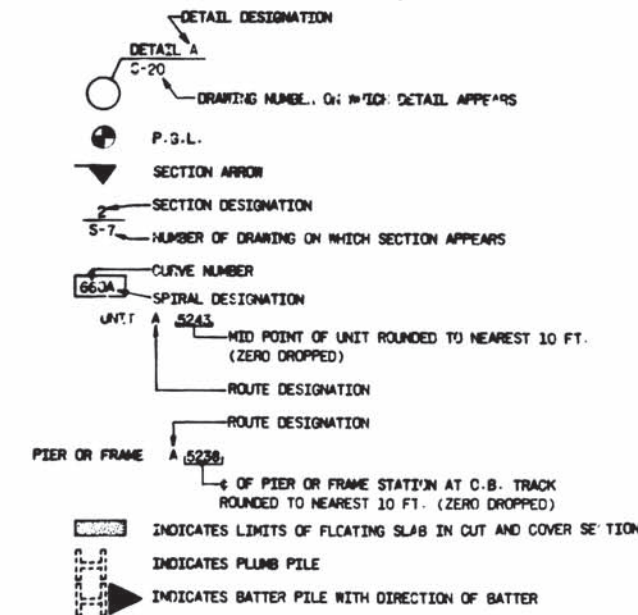 DETAIL DESIGNATION
DETAIL A
S-20
DRAWING NUMBE. ON WHICH DETAIL APPEARS
P.G.L.
SECTION ARROW
2
SECTION DESIGNATION
S-7
NUMBER OF DRAWING ON WHICH SECTION APPEARS
CURVE NUMBER
660A
SPIRAL DESIGNATION
UNIT A 5243
MID POINT OF UNIT ROUNDED TO NEAREST 10 FT.
(ZERO DROPPED)
ROUTE DESIGNATION
ROUTE DESIGNATION
PIER OR FRAME A 5238
℄ OF PIER OR FRAME STATION AT C.B. TRACK
ROUNDED TO NEAREST 10 FT. (ZERO DROPPED)
INDICATES LIMITS OF FLOATING SLAB IN CUT AND COVER SECTION
INDICATES PLUMB PILE
INDICATES BATTER PILE WITH DIRECTION OF BATTER